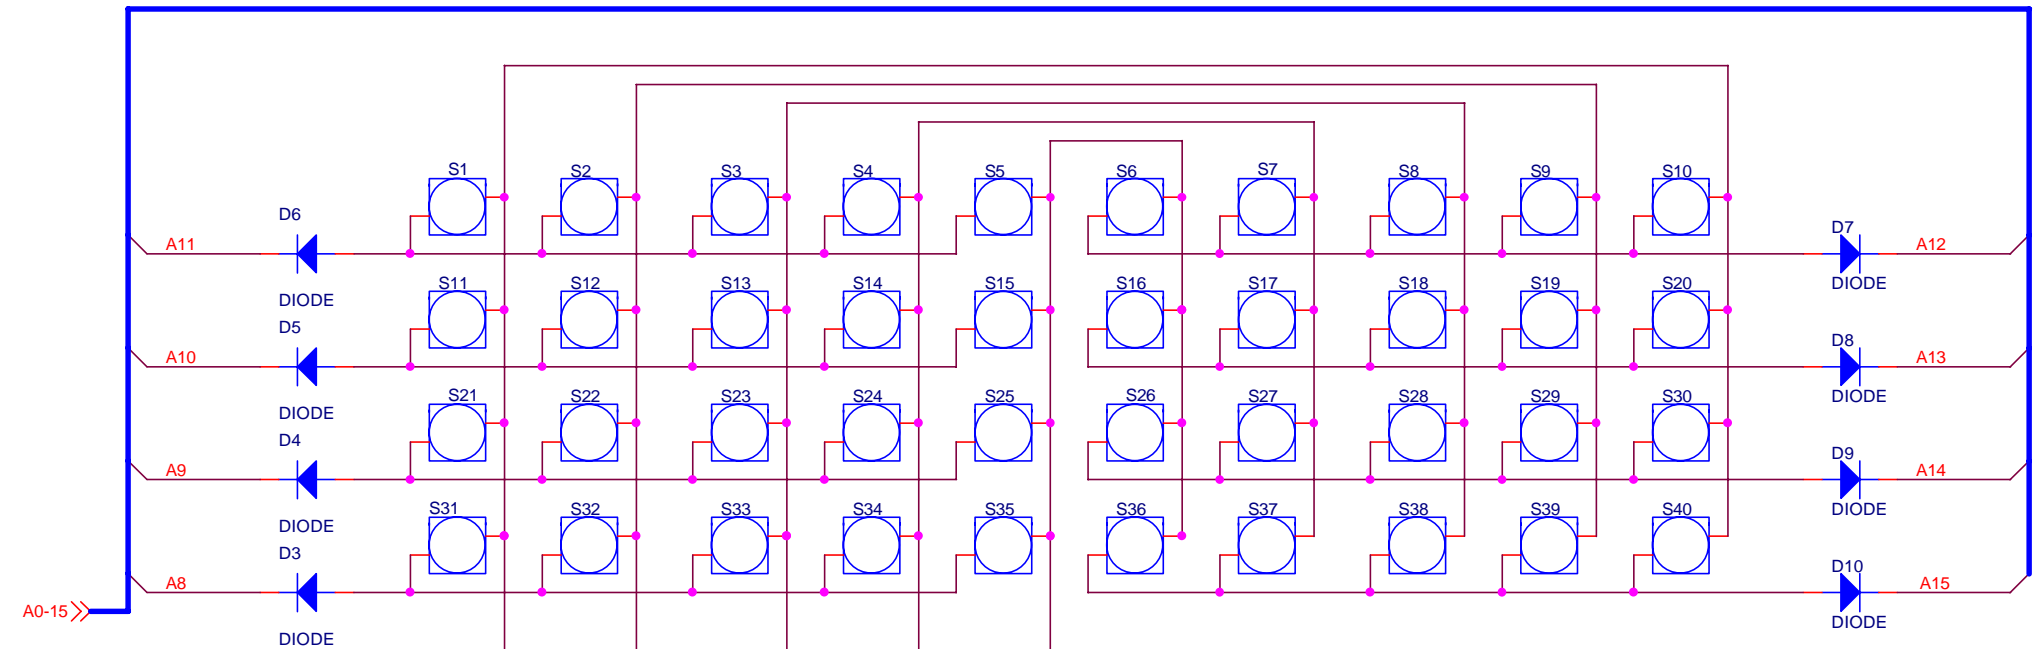 S1 S2 S3 S4 S5 S6 S7 S8 S9 S10
D6 D7
A11 A12
DIODE DIODE
S11 S12 S13 S14 S15 S16 S17 S18 S19 S20
D5 D8
A10 A13
DIODE DIODE
S21 S22 S23 S24 S25 S26 S27 S28 S29 S30
D4 D9
A9 A14
DIODE DIODE
S31 S32 S33 S34 S35 S36 S37 S38 S39 S40
D3 D10
A8 A15
A0-15
DIODE DIODE